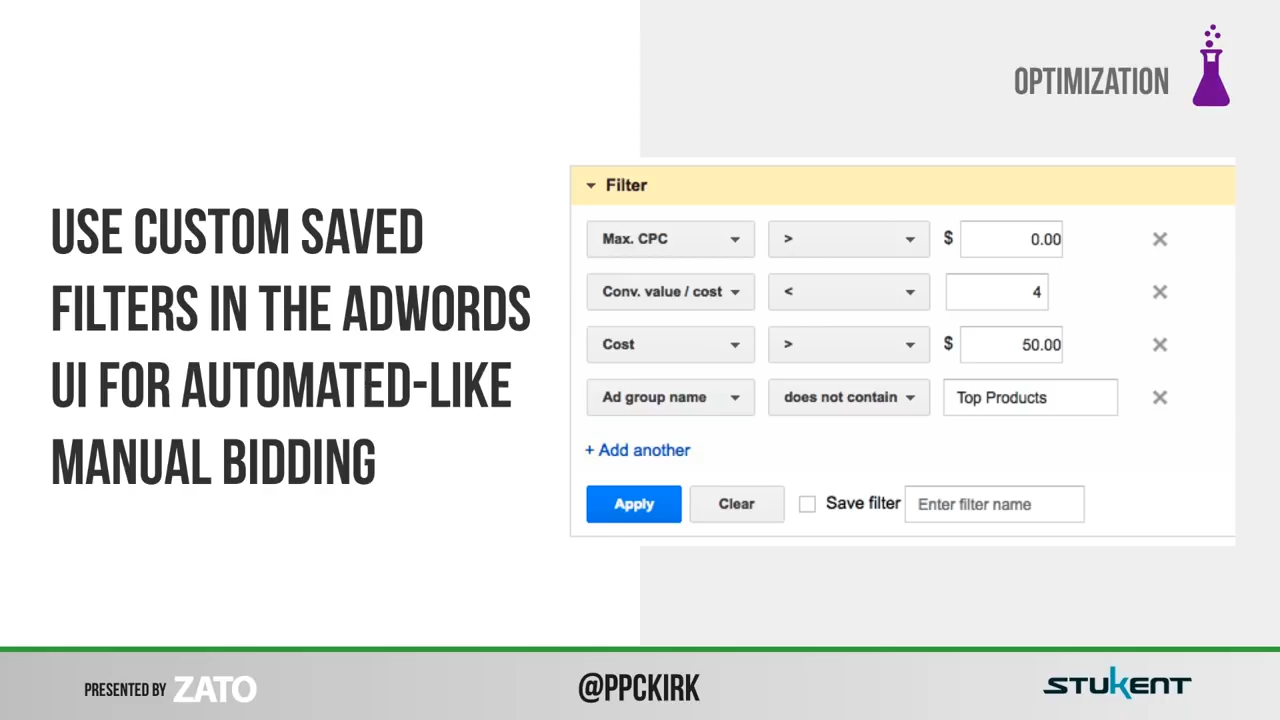 OPTIMIZATION
USE CUSTOM SAVED
FILTERS IN THE ADWORDS
UI FOR AUTOMATED-LIKE
MANUAL BIDDING
Filter
Max. CPC > $ 0.00
Conv. value / cost < 4
Cost > $ 50.00
Ad group name does not contain Top Products
+ Add another
Apply Clear Save filter Enter filter name
PRESENTED BY ZATO @PPCKIRK STUKENT